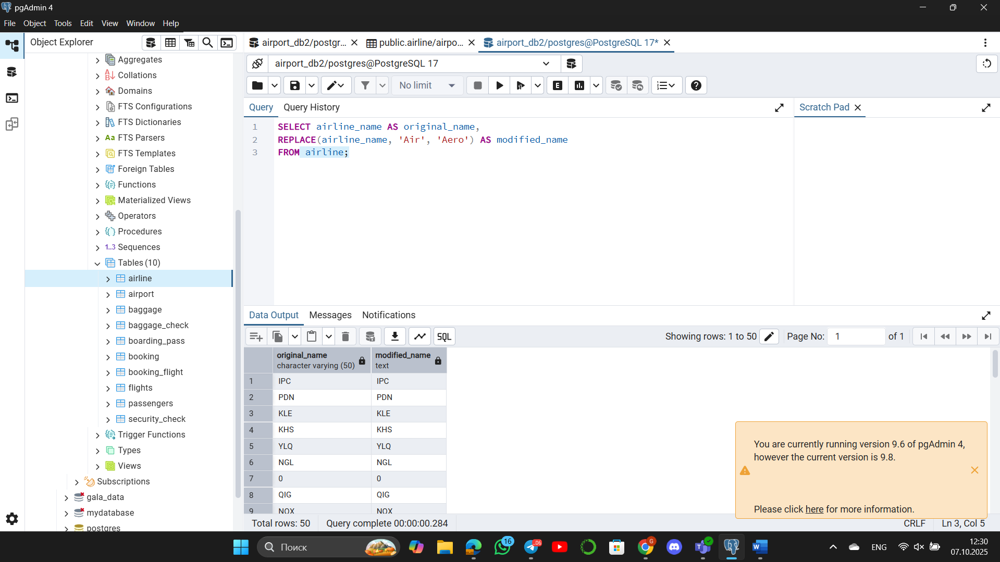 pgAdmin 4
File Object Tools Edit View Window Help
Object Explorer
airport_db2/postgr...
public.airline/airpo...
airport_db2/postgres@PostgreSQL 17*
airport_db2/postgres@PostgreSQL 17
No limit
Query Query History
Scratch Pad
1 SELECT airline_name AS original_name,
2 REPLACE(airline_name, 'Air', 'Aero') AS modified_name
3 FROM airline;
Aggregates
Collations
Domains
FTS Configurations
FTS Dictionaries
FTS Parsers
FTS Templates
Foreign Tables
Functions
Materialized Views
Operators
Procedures
1..3 Sequences
Tables (10)
airline
airport
baggage
baggage_check
boarding_pass
booking
booking_flight
flights
passengers
security_check
Trigger Functions
Types
Views
Subscriptions
gala_data
mydatabase
postgres
Data Output Messages Notifications
SQL
Showing rows: 1 to 50
Page No: 1 of 1
original_name modified_name
character varying (50) text
1 IPC IPC
2 PDN PDN
3 KLE KLE
4 KHS KHS
5 YLQ YLQ
6 NGL NGL
7 0 0
8 QIG QIG
9 NOX NOX
You are currently running version 9.6 of pgAdmin 4,
however the current version is 9.8.
Please click here for more information.
Total rows: 50 Query complete 00:00:00.284
CRLF Ln 3, Col 5
Поиск
16
.06
G
ENG
12:30
07.10.2025